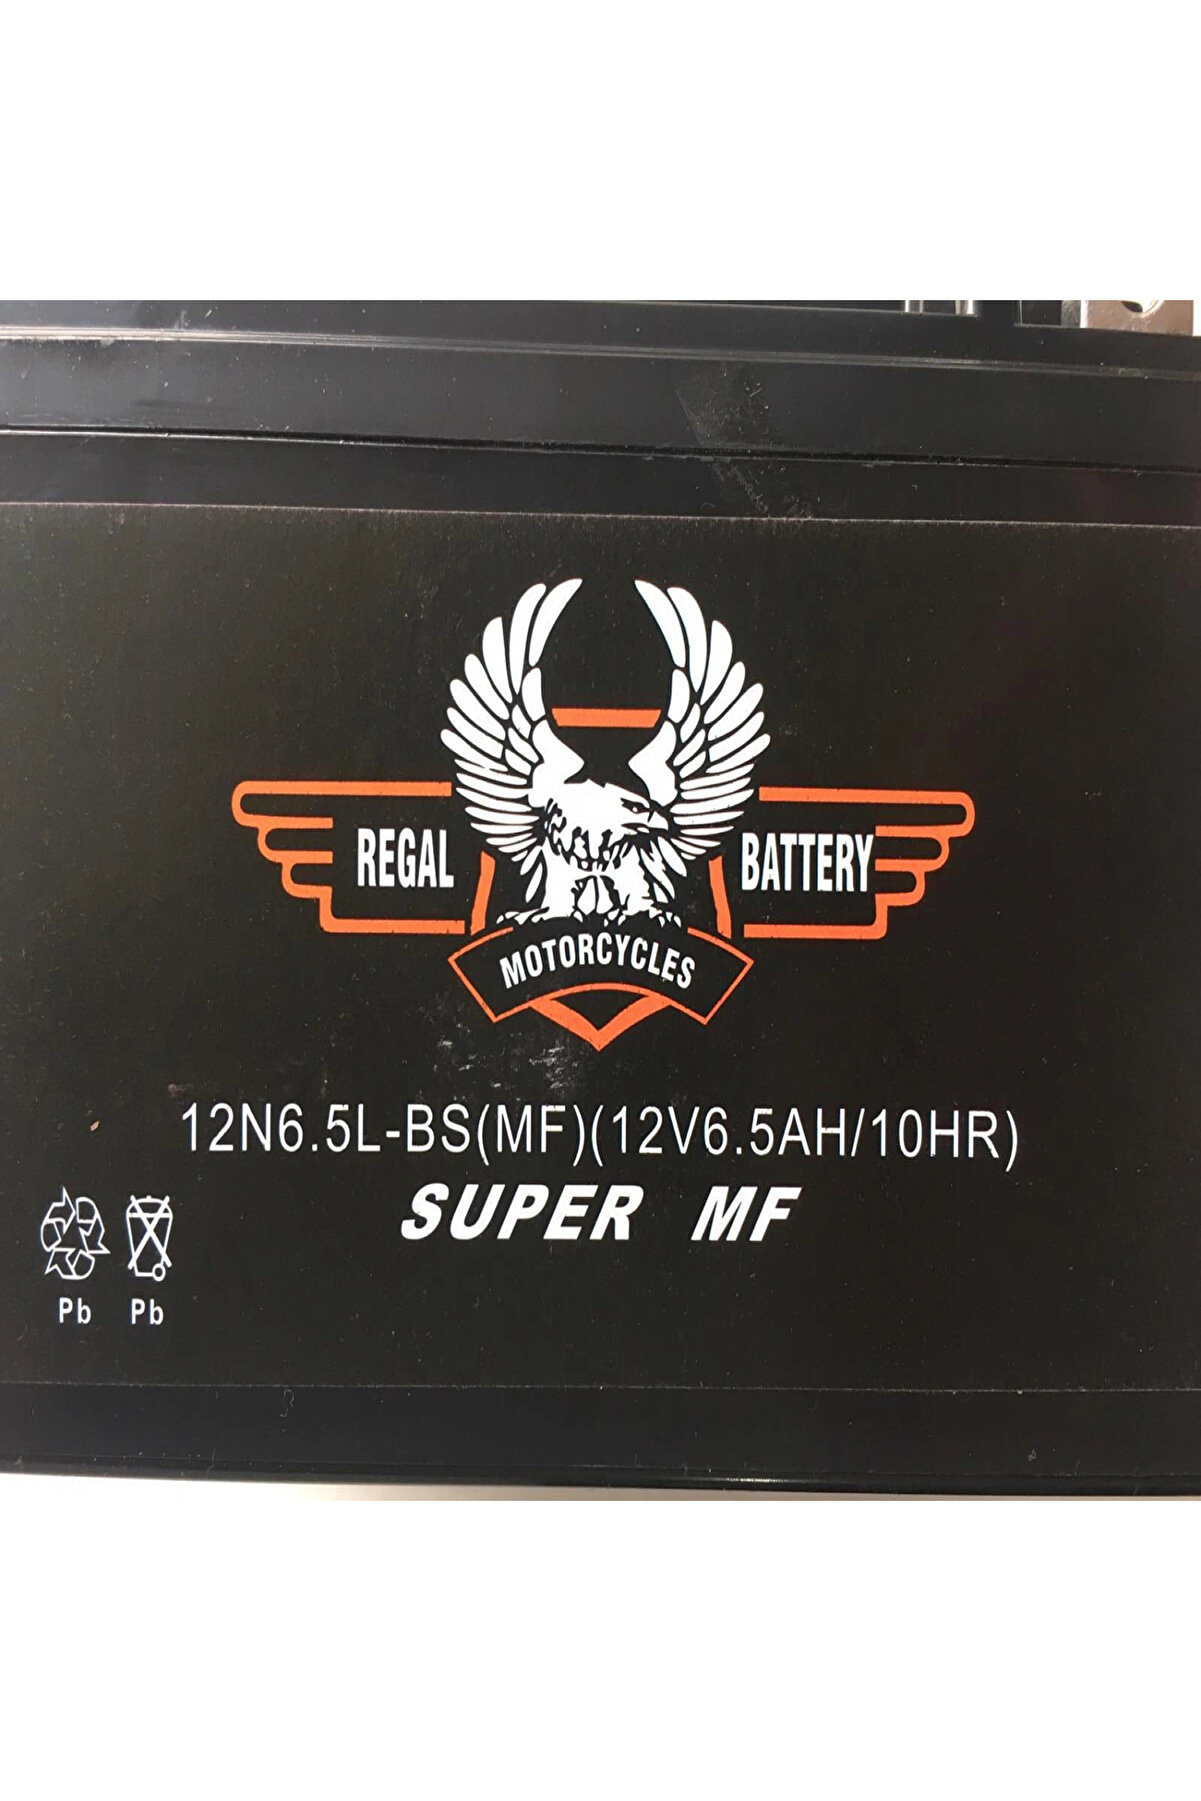 REGAL BATTERY
MOTORCYCLES
12N6.5L-BS(MF)(12V6.5AH/10HR)
SUPER MF
Pb Pb